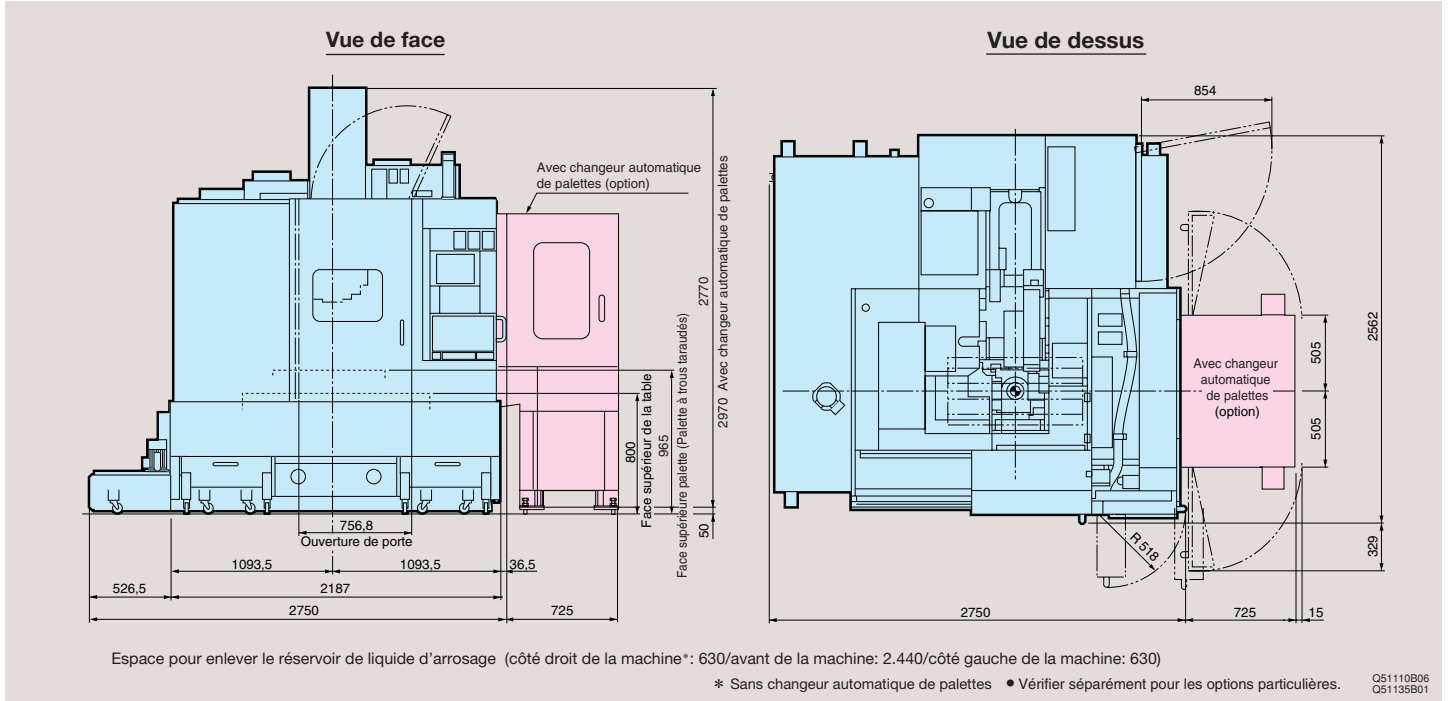 Vue de face
Vue de dessus
Avec changeur automatique
de palettes (option)
2770
2970 Avec changeur automatique de palettes
800
Face supérieur de la table
965
Face supérieure palette (Palette à trous taraudés)
50
756,8
Ouverture de porte
1093,5
1093,5
36,5
526,5
2187
2750
725
854
2562
505
505
Avec changeur
automatique
de palettes
(option)
329
R 518
2750
725
15
Espace pour enlever le réservoir de liquide d'arrosage (côté droit de la machine*: 630/avant de la machine: 2.440/côté gauche de la machine: 630)
* Sans changeur automatique de palettes ● Vérifier séparément pour les options particulières.
Q51110B06
Q51135B01